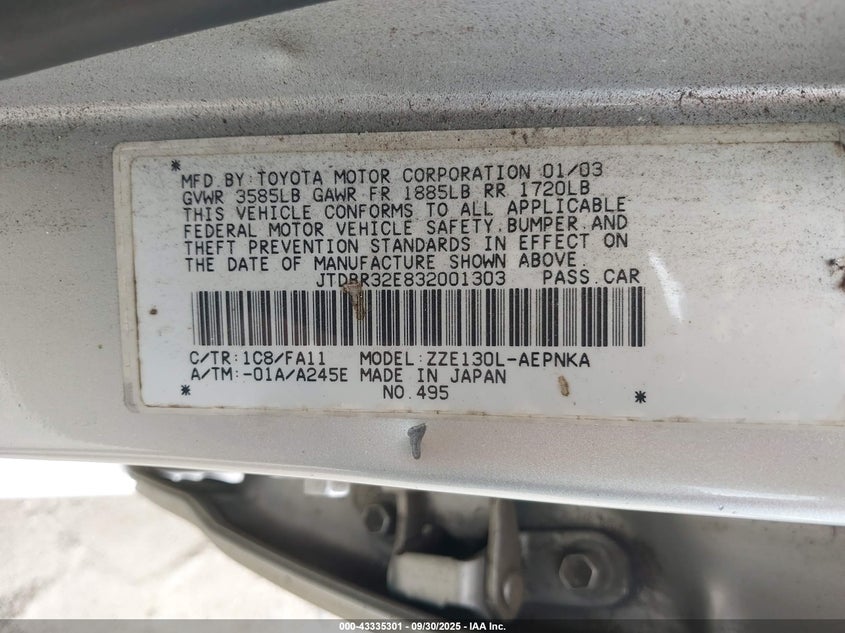 * MFD BY: TOYOTA MOTOR CORPORATION 01/03
GVWR 3585LB GAWR FR 1885LB RR 1720LB
THIS VEHICLE CONFORMS TO ALL APPLICABLE
FEDERAL MOTOR VEHICLE SAFETY, BUMPER, AND
THEFT PREVENTION STANDARDS IN EFFECT ON
THE DATE OF MANUFACTURE SHOWN ABOVE.
JTDBR32E832001303 PASS. CAR
C/TR:1C8/FA11 MODEL:ZZE130L-AEPNKA
A/TM:-01A/A245E MADE IN JAPAN
* NO.495 *
000-43335301 - 09/30/2025 - IAA Inc.